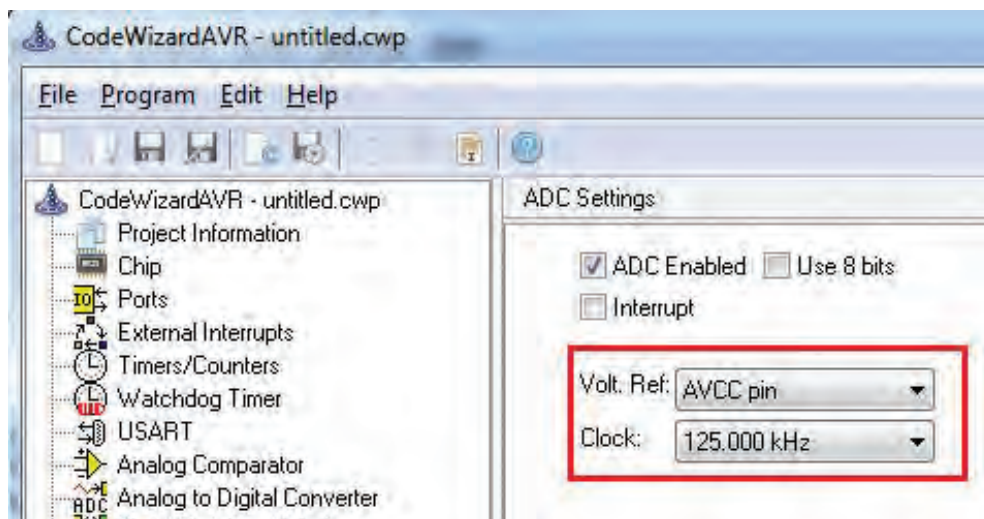 CodeWizardAVR - untitled.cwp
File Program Edit Help
CodeWizardAVR - untitled.cwp
Project Information
Chip
IO Ports
External Interrupts
Timers/Counters
Watchdog Timer
USART
Analog Comparator
ADC Analog to Digital Converter
ADC Settings
ADC Enabled Use 8 bits
Interrupt
Volt. Ref: AVCC pin
Clock: 125.000 kHz